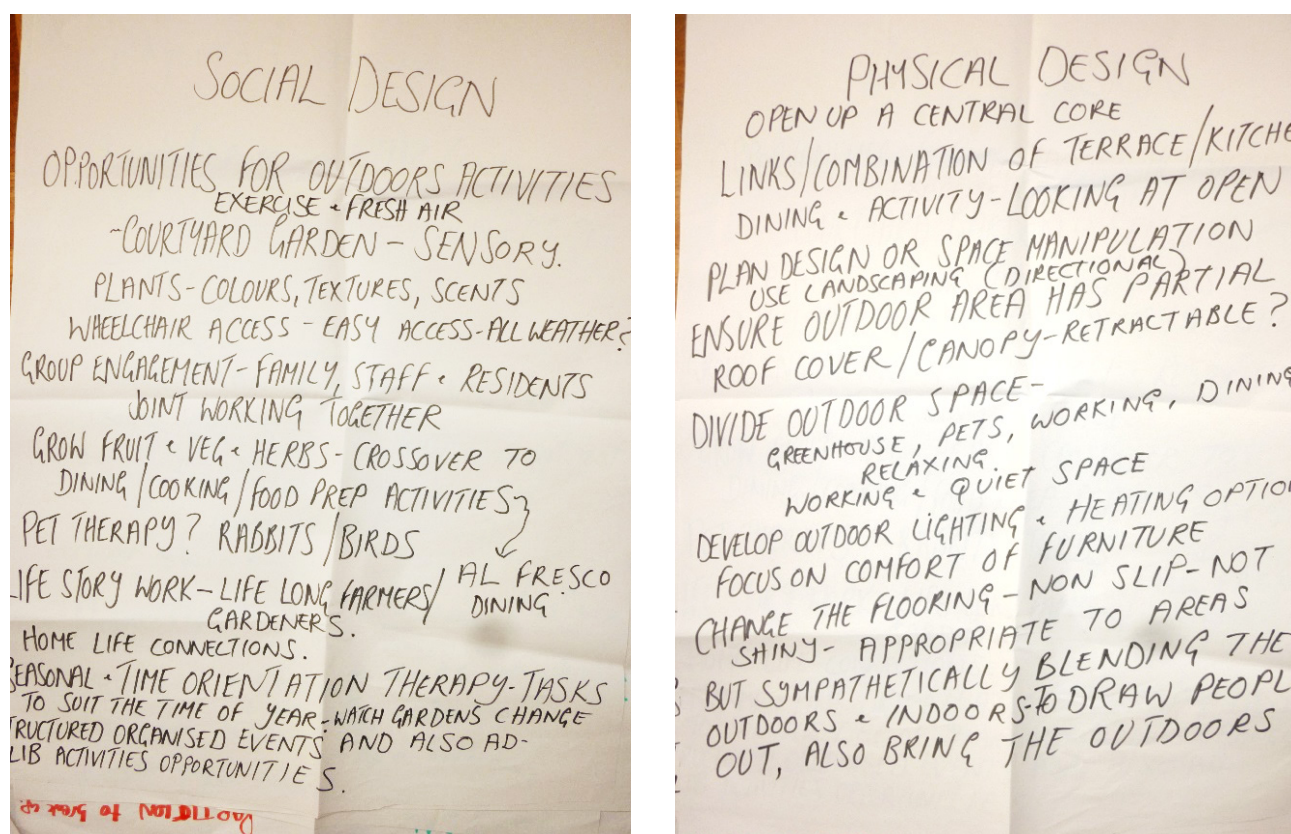 SOCIAL DESIGN
OPPORTUNITIES FOR OUTDOORS ACTIVITIES
EXERCISE & FRESH AIR
-COURTYARD GARDEN - SENSORY.
PLANTS - COLOURS, TEXTURES, SCENTS
WHEELCHAIR ACCESS - EASY ACCESS - ALL WEATHER?
GROUP ENGAGEMENT - FAMILY, STAFF & RESIDENTS
JOINT WORKING TOGETHER
GROW FRUIT & VEG & HERBS - CROSSOVER TO
DINING / COOKING / FOOD PREP ACTIVITIES
PET THERAPY? RABBITS / BIRDS
AL FRESCO
DINING
LIFE STORY WORK - LIFE LONG FARMERS/
GARDENERS.
HOME LIFE CONNECTIONS.
SEASONAL & TIME ORIENTATION THERAPY - TASKS
TO SUIT THE TIME OF YEAR - WATCH GARDENS CHANGE
TRUCTURED ORGANISED EVENTS AND ALSO AD-
LIB ACTIVITIES OPPORTUNITIES.
PARTITION to break up.
PHYSICAL DESIGN
OPEN UP A CENTRAL CORE
LINKS/COMBINATION OF TERRACE/KITCHE
DINING & ACTIVITY - LOOKING AT OPEN
PLAN DESIGN OR SPACE MANIPULATION
USE LANDSCAPING (DIRECTIONAL)
ENSURE OUTDOOR AREA HAS PARTIAL
ROOF COVER / CANOPY - RETRACTABLE?
DIVIDE OUTDOOR SPACE -
GREENHOUSE, PETS, WORKING, DINING
RELAXING.
WORKING & QUIET SPACE
DEVELOP OUTDOOR LIGHTING & HEATING OPTION
FOCUS ON COMFORT OF FURNITURE
CHANGE THE FLOORING - NON SLIP - NOT
SHINY - APPROPRIATE TO AREAS
BUT SYMPATHETICALLY BLENDING THE
OUTDOORS & INDOORS - TO DRAW PEOPL
OUT, ALSO BRING THE OUTDOORS